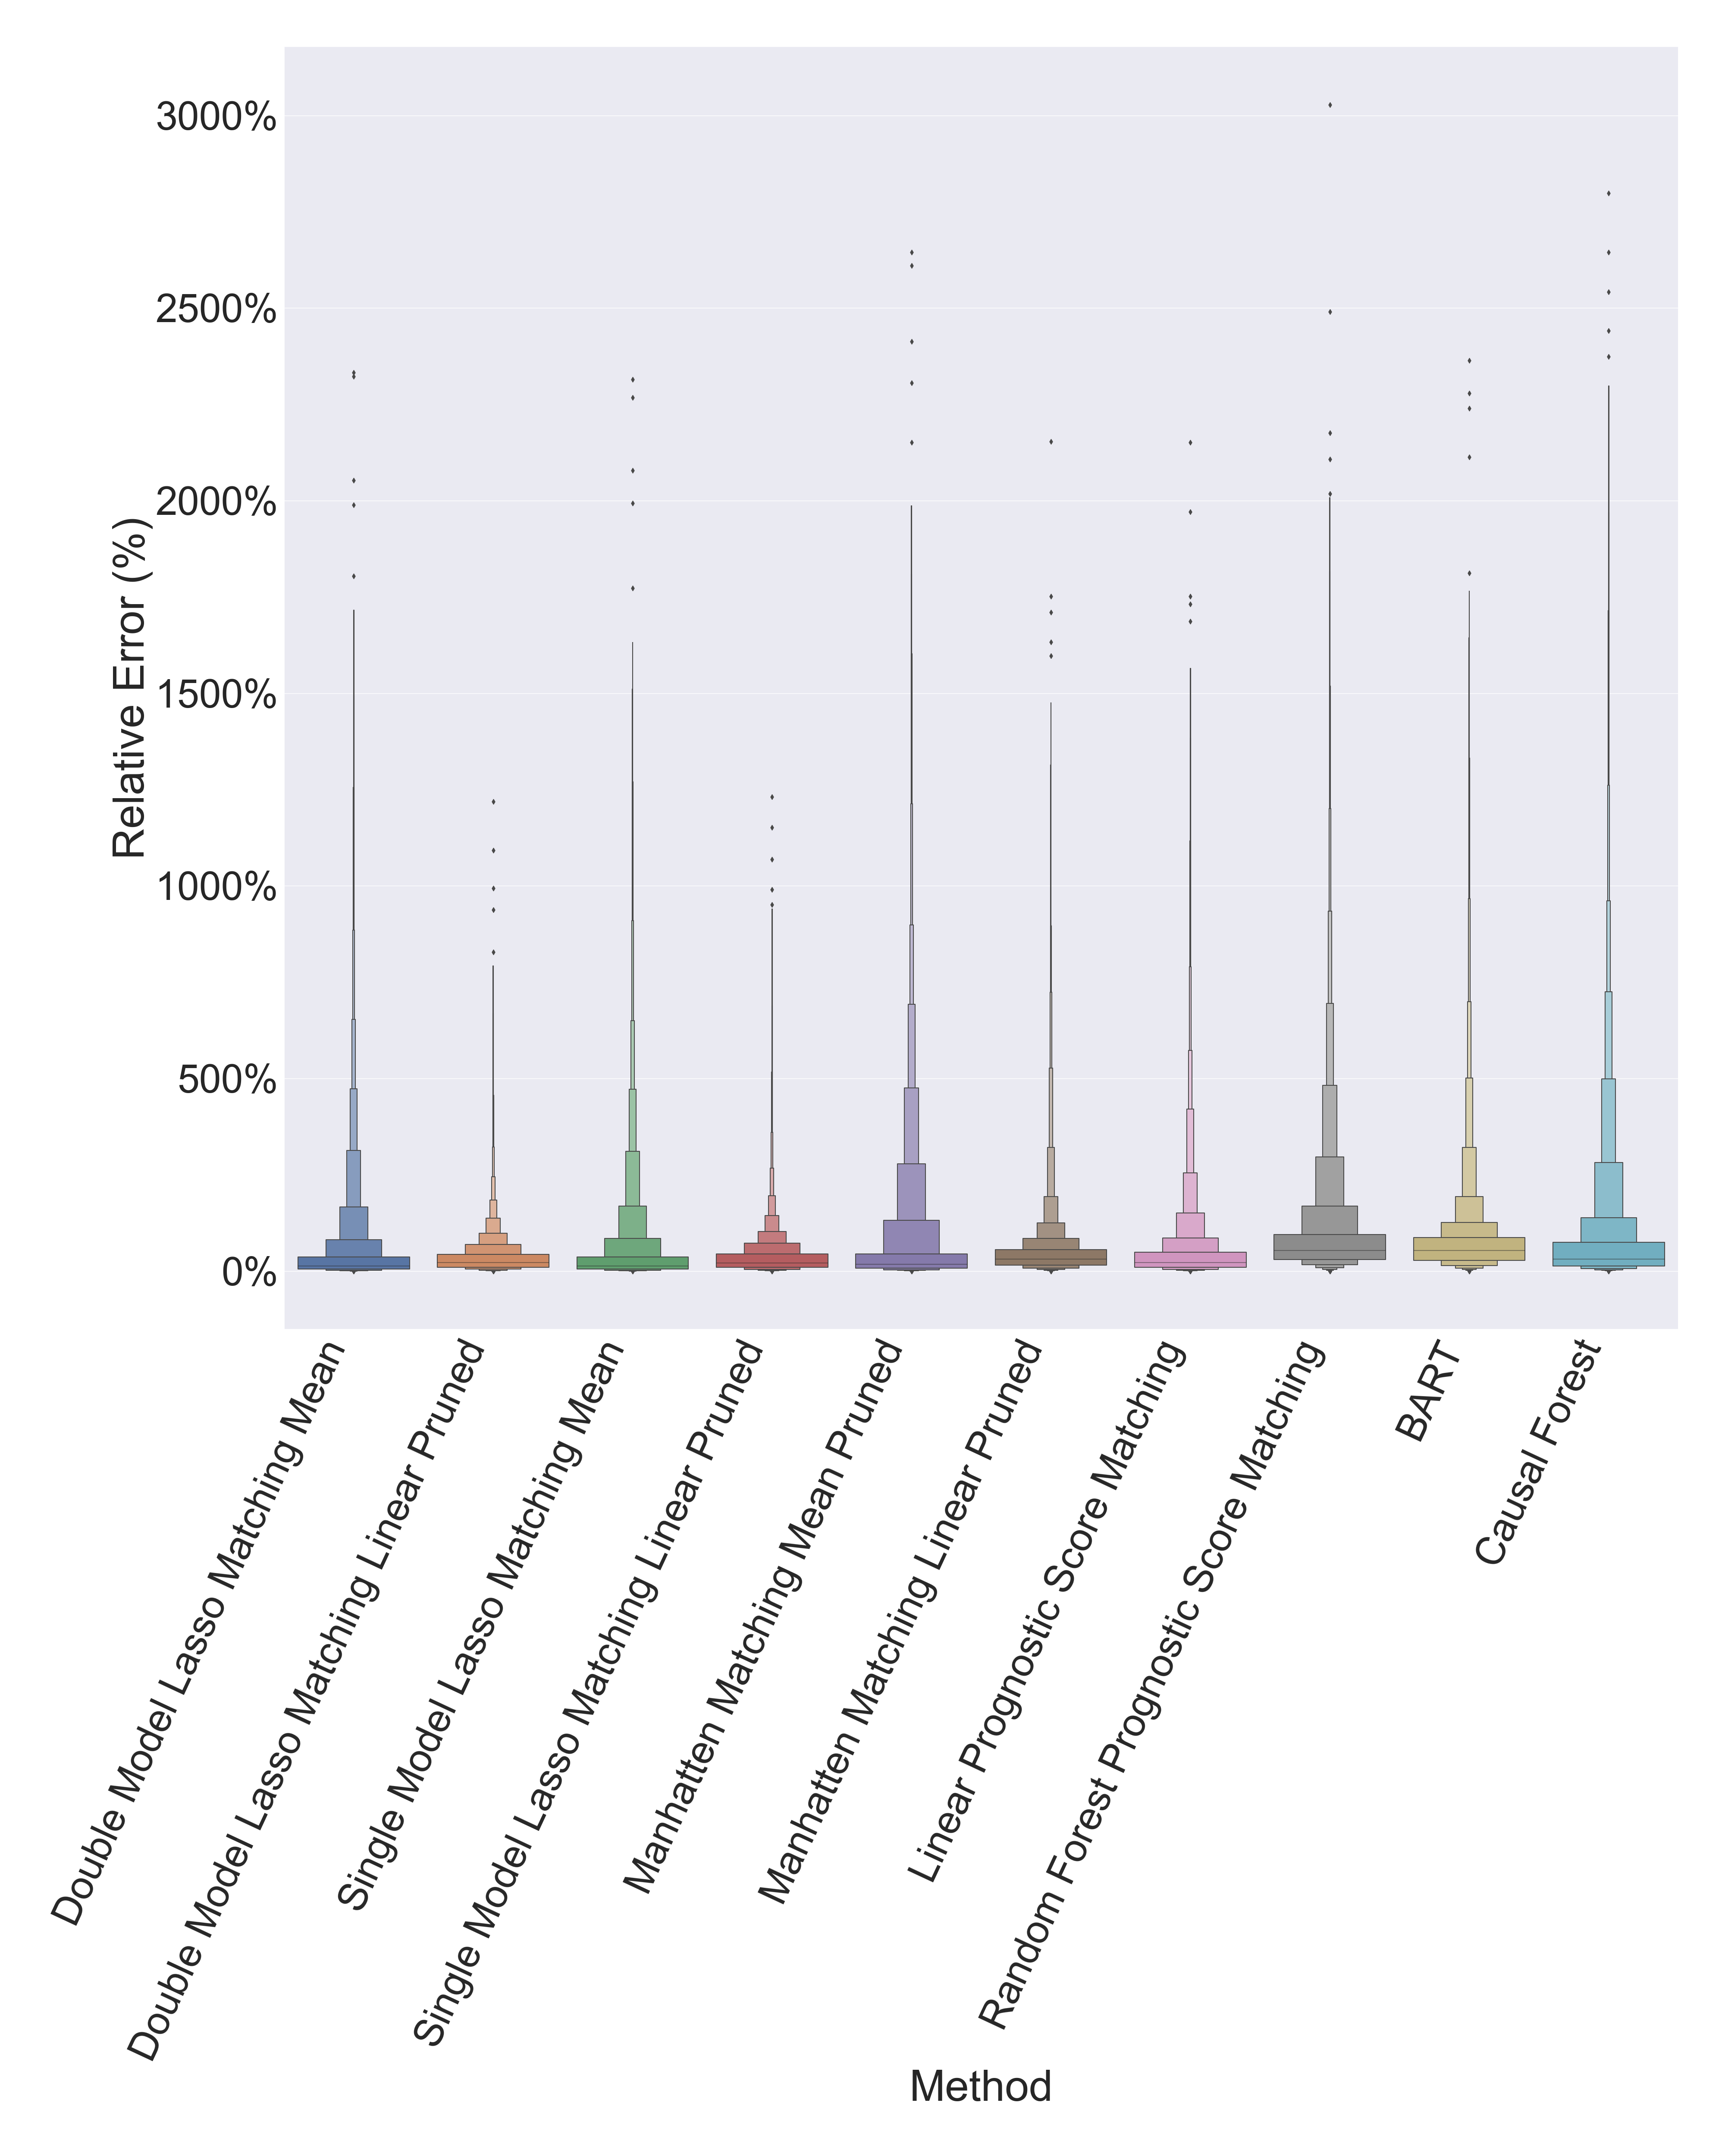 3000%
2500%
2000%
1500%
1000%
500%
0%
Relative Error (%)
Double Model Lasso Matching Mean
Double Model Lasso Matching Linear Pruned
Single Model Lasso Matching Mean
Single Model Lasso Matching Linear Pruned
Manhatten Matching Mean Pruned
Manhatten Matching Linear Pruned
Linear Prognostic Score Matching
Random Forest Prognostic Score Matching
BART
Causal Forest
Method